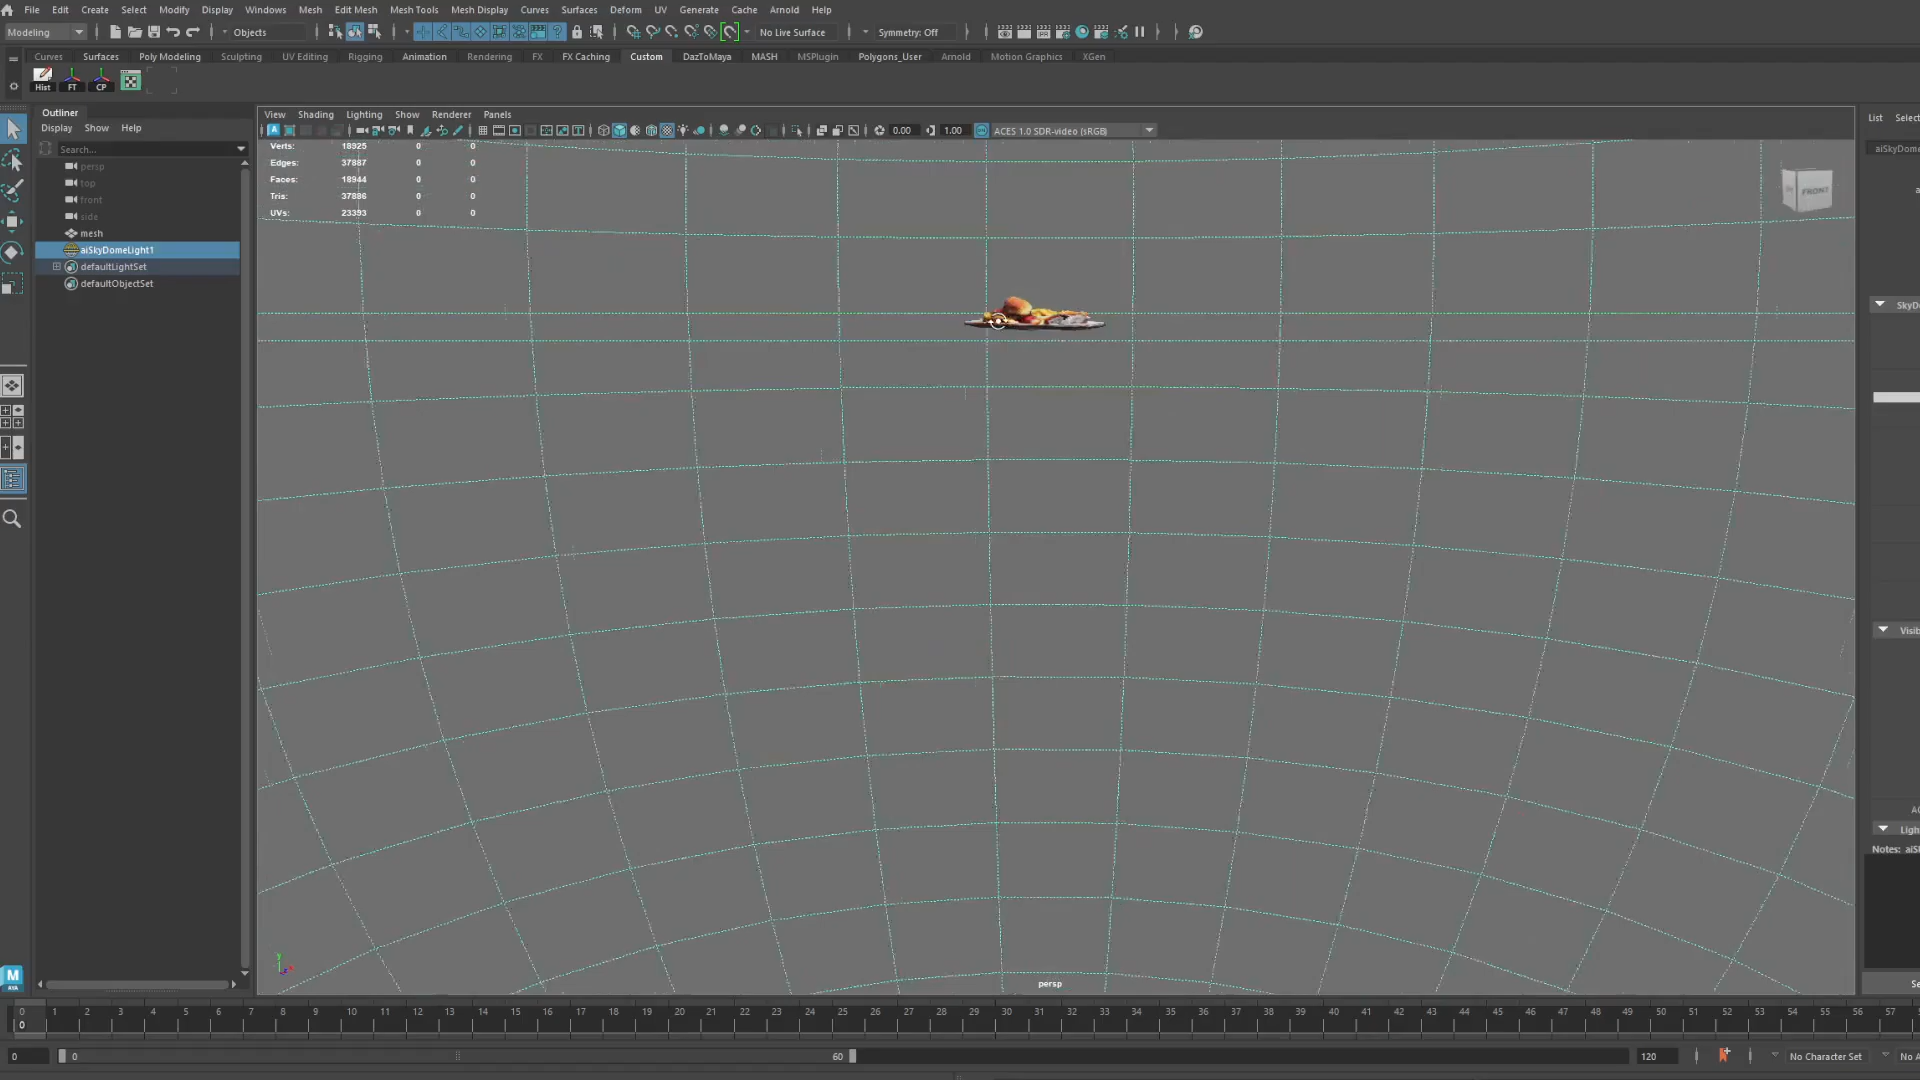 File Edit Create Select Modify Display Windows Mesh Edit Mesh Mesh Tools Mesh Display Curves Surfaces Deform UV Generate Cache Arnold Help
Modeling Objects No Live Surface Symmetry: Off
Curves Surfaces Poly Modeling Sculpting UV Editing Rigging Animation Rendering FX FX Caching Custom DazToMaya MASH MSPlugin Polygons_User Arnold Motion Graphics XGen
Hist FT CP
Outliner
Display Show Help
Search...
persp
top
front
side
mesh
aiSkyDomeLight1
defaultLightSet
defaultObjectSet
View Shading Lighting Show Renderer Panels
0.00 1.00 ACES 1.0 SDR-video (sRGB)
Verts: 18925 0 0
Edges: 37887 0 0
Faces: 18944 0 0
Tris: 37886 0 0
UVs: 23393 0 0
FRONT
persp
List Select
aiSkyDome
SkyD
Visib
Ligh
Notes: aiS
0 1 2 3 4 5 6 7 8 9 10 11 12 13 14 15 16 17 18 19 20 21 22 23 24 25 26 27 28 29 30 31 32 33 34 35 36 37 38 39 40 41 42 43 44 45 46 47 48 49 50 51 52 53 54 55 56 57
0
0 0 60 120 No Character Set No A